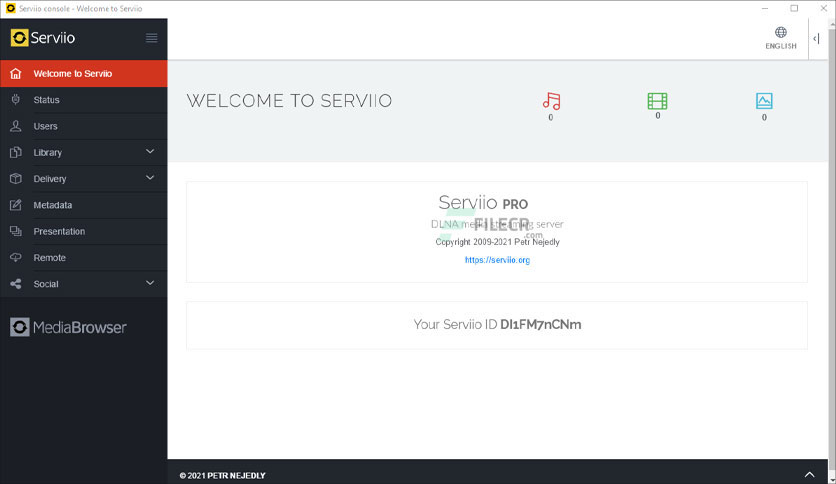 Serviio console - Welcome to Serviio
Serviio
ENGLISH
Welcome to Serviio
Status
Users
Library
Delivery
Metadata
Presentation
Remote
Social
MediaBrowser
WELCOME TO SERVIIO
0
0
0
Serviio PRO
DLNA media streaming server
FILECR
.com
Copyright 2009-2021 Petr Nejedly
https://serviio.org
Your Serviio ID DI1FM7nCNm
© 2021 PETR NEJEDLY